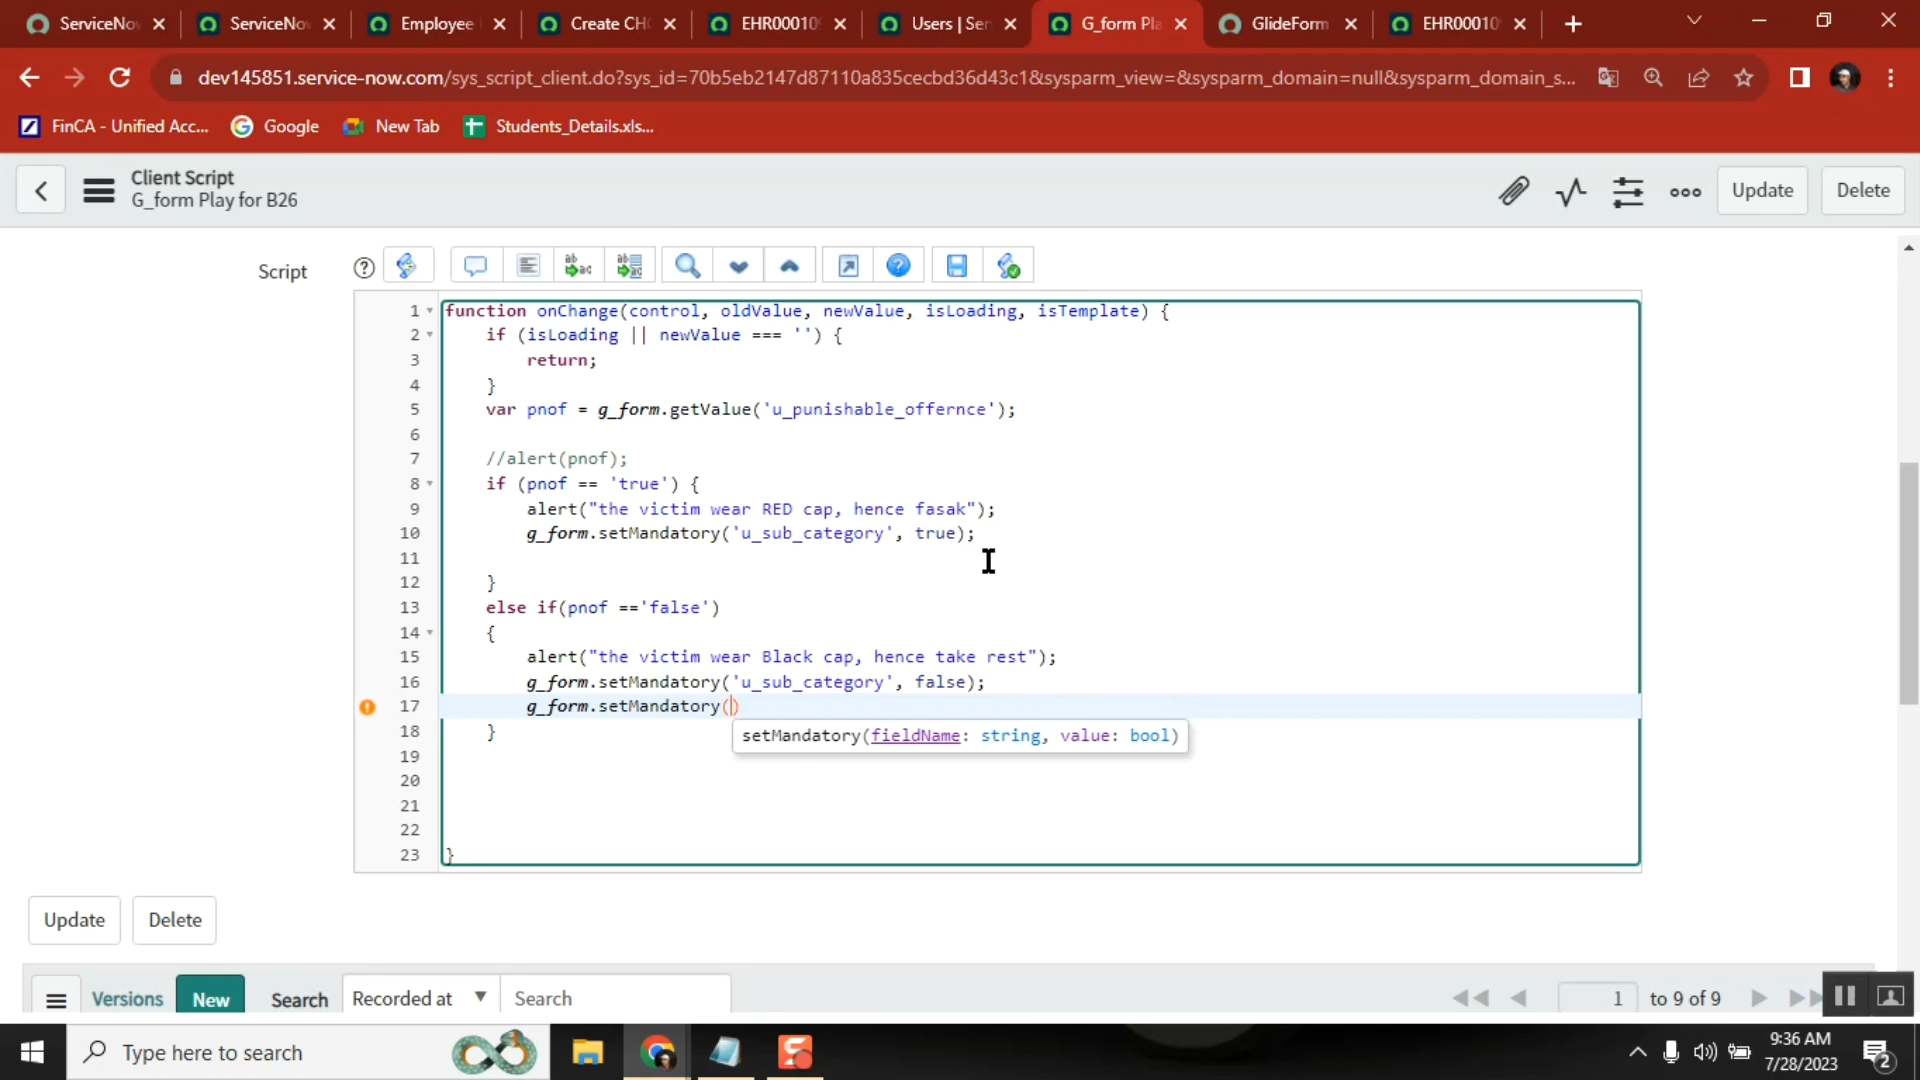 ServiceNo
ServiceNo
Employee
Create CH
EHR00010
Users | Ser
G_form Pla
GlideForm
EHR00010
dev145851.service-now.com/sys_script_client.do?sys_id=70b5eb2147d87110a835cecbd36d43c1&sysparm_view=&sysparm_domain=null&sysparm_domain_s...
FinCA - Unified Acc...
Google
New Tab
Students_Details.xls...
Client Script
G_form Play for B26
Update
Delete
Script
1 function onChange(control, oldValue, newValue, isLoading, isTemplate) {
2 if (isLoading || newValue === '') {
3 return;
4 }
5 var pnof = g_form.getValue('u_punishable_offernce');
6
7 //alert(pnof);
8 if (pnof == 'true') {
9 alert("the victim wear RED cap, hence fasak");
10 g_form.setMandatory('u_sub_category', true);
11
12 }
13 else if(pnof =='false')
14 {
15 alert("the victim wear Black cap, hence take rest");
16 g_form.setMandatory('u_sub_category', false);
17 g_form.setMandatory()
setMandatory(fieldName: string, value: bool)
18 }
19
20
21
22
23 }
Update
Delete
Versions
New
Search
Recorded at
Search
1 to 9 of 9
Type here to search
9:36 AM
7/28/2023
2